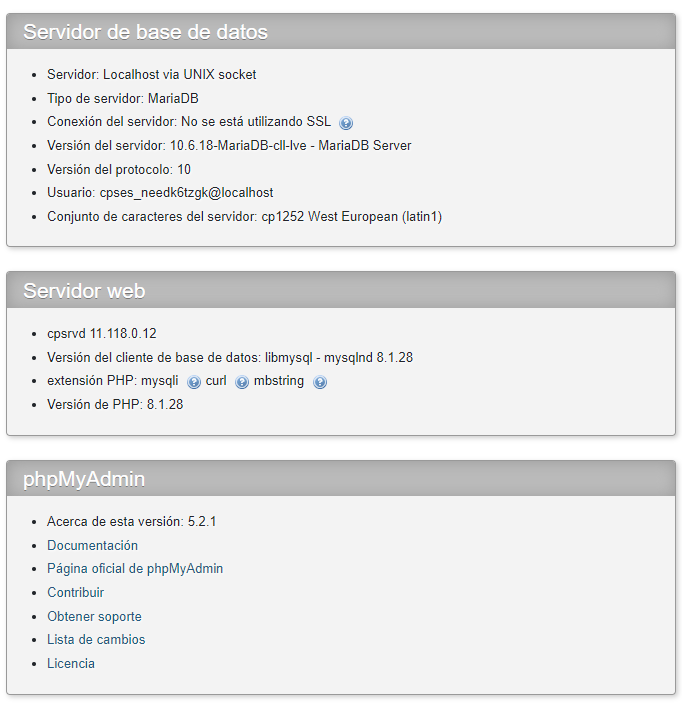 Servidor de base de datos
Servidor: Localhost via UNIX socket
Tipo de servidor: MariaDB
Conexión del servidor: No se está utilizando SSL
Versión del servidor: 10.6.18-MariaDB-cll-lve - MariaDB Server
Versión del protocolo: 10
Usuario: cpses_needk6tzgk@localhost
Conjunto de caracteres del servidor: cp1252 West European (latin1)
Servidor web
cpsrvd 11.118.0.12
Versión del cliente de base de datos: libmysql - mysqlnd 8.1.28
extensión PHP: mysqli curl mbstring
Versión de PHP: 8.1.28
phpMyAdmin
Acerca de esta versión: 5.2.1
Documentación
Página oficial de phpMyAdmin
Contribuir
Obtener soporte
Lista de cambios
Licencia